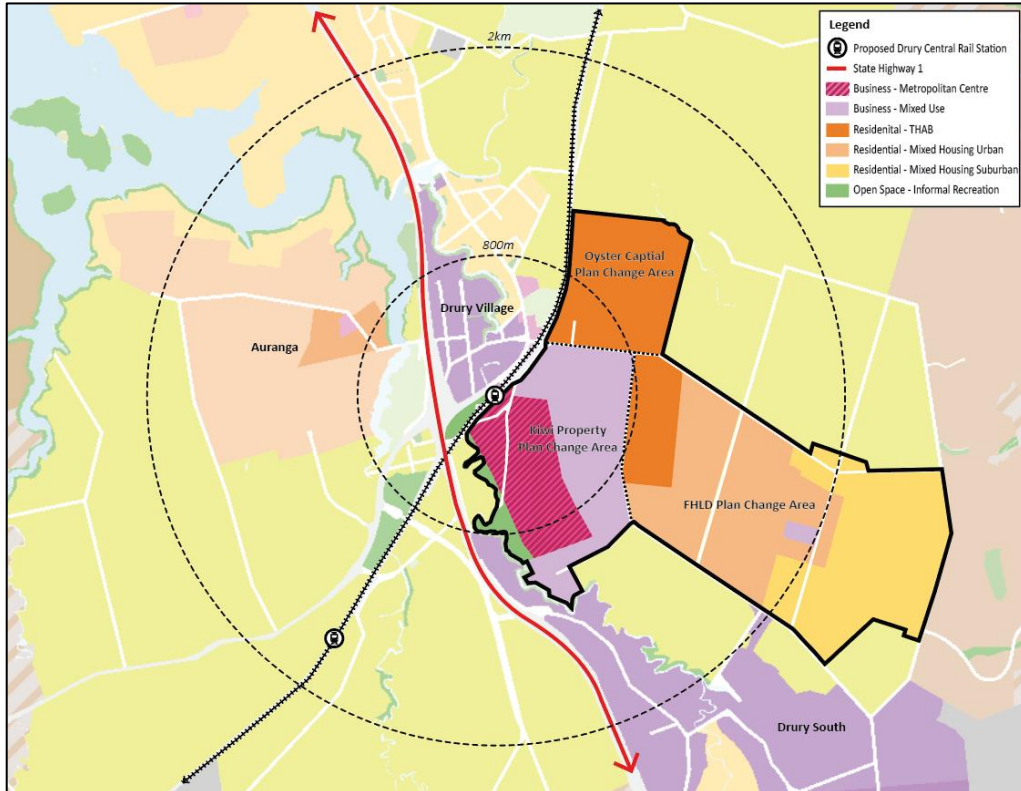 2km
Legend
Proposed Drury Central Rail Station
State Highway 1
Business - Metropolitan Centre
Business - Mixed Use
Residenital - THAB
Residential - Mixed Housing Urban
Residential - Mixed Housing Suburban
Open Space - Informal Recreation
800m
Oyster Captial
Plan Change Area
Drury Village
Auranga
Kiwi Property
Plan Change Area
FHLD Plan Change Area
Drury South